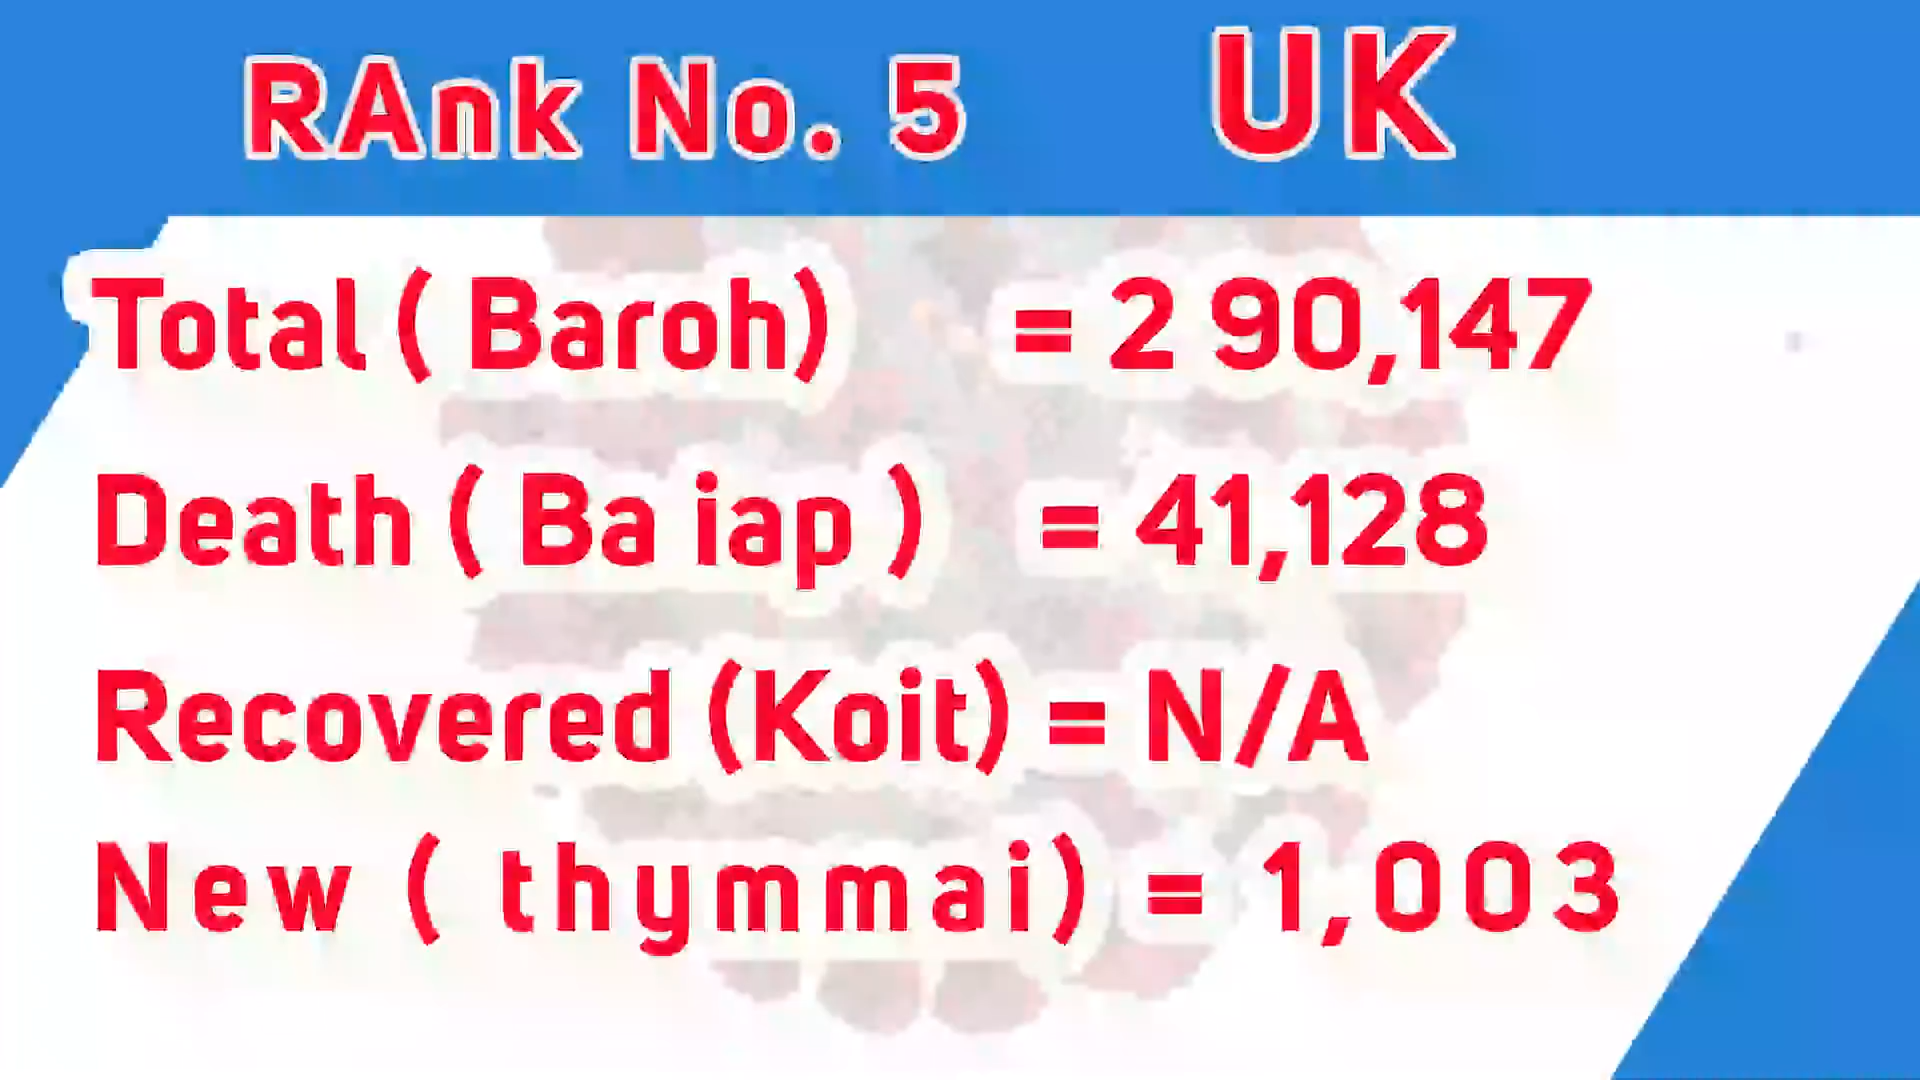 RAnk No. 5 UK
Total ( Baroh) = 2 90,147
Death ( Ba iap ) = 41,128
Recovered (Koit) = N/A
New ( thymmai) = 1,003